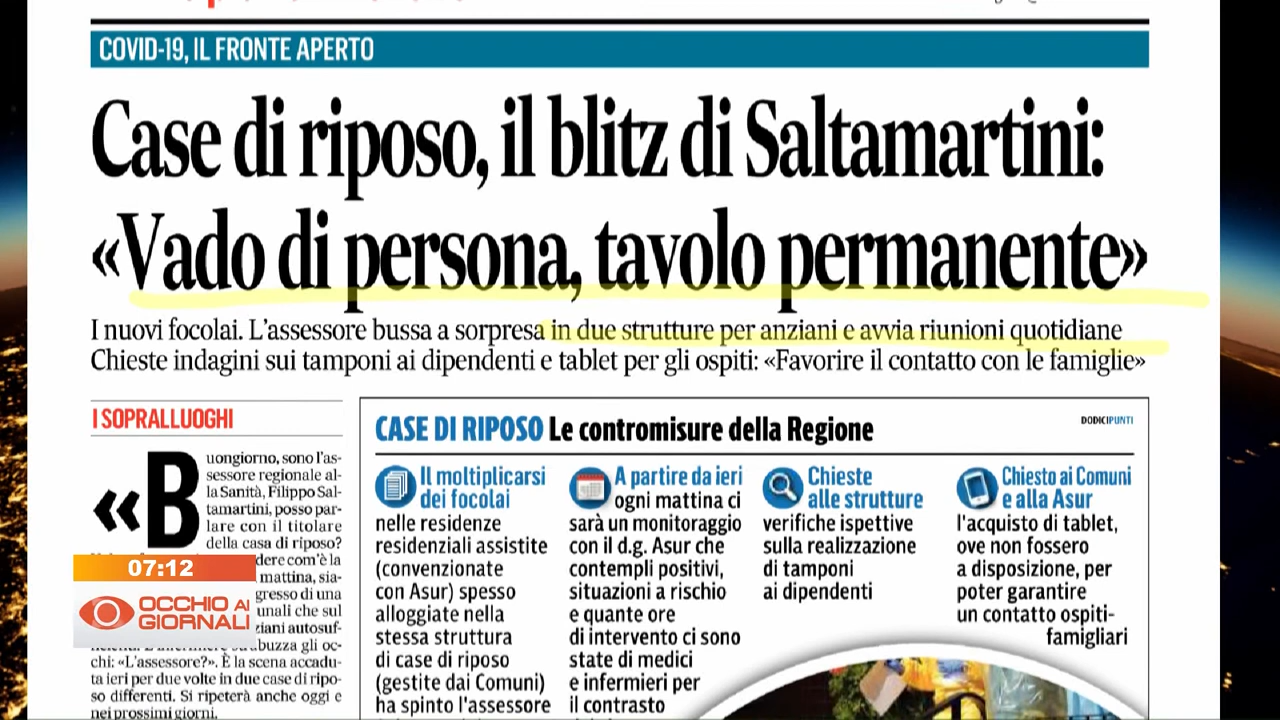 COVID-19, IL FRONTE APERTO
Case di riposo, il blitz di Saltamartini:
«Vado di persona, tavolo permanente»
I nuovi focolai. L'assessore bussa a sorpresa in due strutture per anziani e avvia riunioni quotidiane
Chieste indagini sui tamponi ai dipendenti e tablet per gli ospiti: «Favorire il contatto con le famiglie»
I SOPRALLUOGHI
«Buongiorno, sono l'as-
sessore regionale al-
la Sanità, Filippo Sal-
tamartini, posso par-
lare con il titolare
della casa di riposo?
dere com'è la
mattina, sia-
gresso di una
unali che sul
ziani autosuf-
buzza gli oc-
chi: «L'assessore?». È la scena accadu-
ta ieri per due volte in due case di ripo-
so differenti. Si ripeterà anche oggi e
nei prossimi giorni.
07:12
OCCHIO AI
GIORNALI
CASE DI RIPOSO Le contromisure della Regione
DODICIPUNTI
Il moltiplicarsi
dei focolai
nelle residenze
residenziali assistite
(convenzionate
con Asur) spesso
alloggiate nella
stessa struttura
di case di riposo
(gestite dai Comuni)
ha spinto l'assessore
A partire da ieri
ogni mattina ci
sarà un monitoraggio
con il d.g. Asur che
contempli positivi,
situazioni a rischio
e quante ore
di intervento ci sono
state di medici
e infermieri per
il contrasto
Chieste
alle strutture
verifiche ispettive
sulla realizzazione
di tamponi
ai dipendenti
Chiesto ai Comuni
e alla Asur
l'acquisto di tablet,
ove non fossero
a disposizione, per
poter garantire
un contatto ospiti-
famigliari